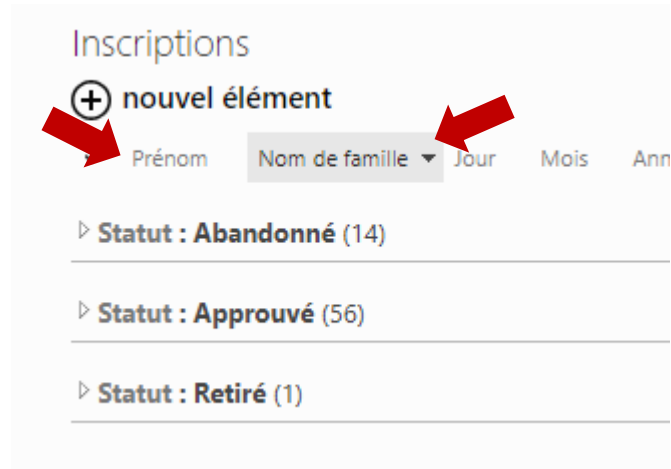 Inscriptions
nouvel élément
Prénom Nom de famille Jour Mois
Statut : Abandonné (14)
Statut : Approuvé (56)
Statut : Retiré (1)